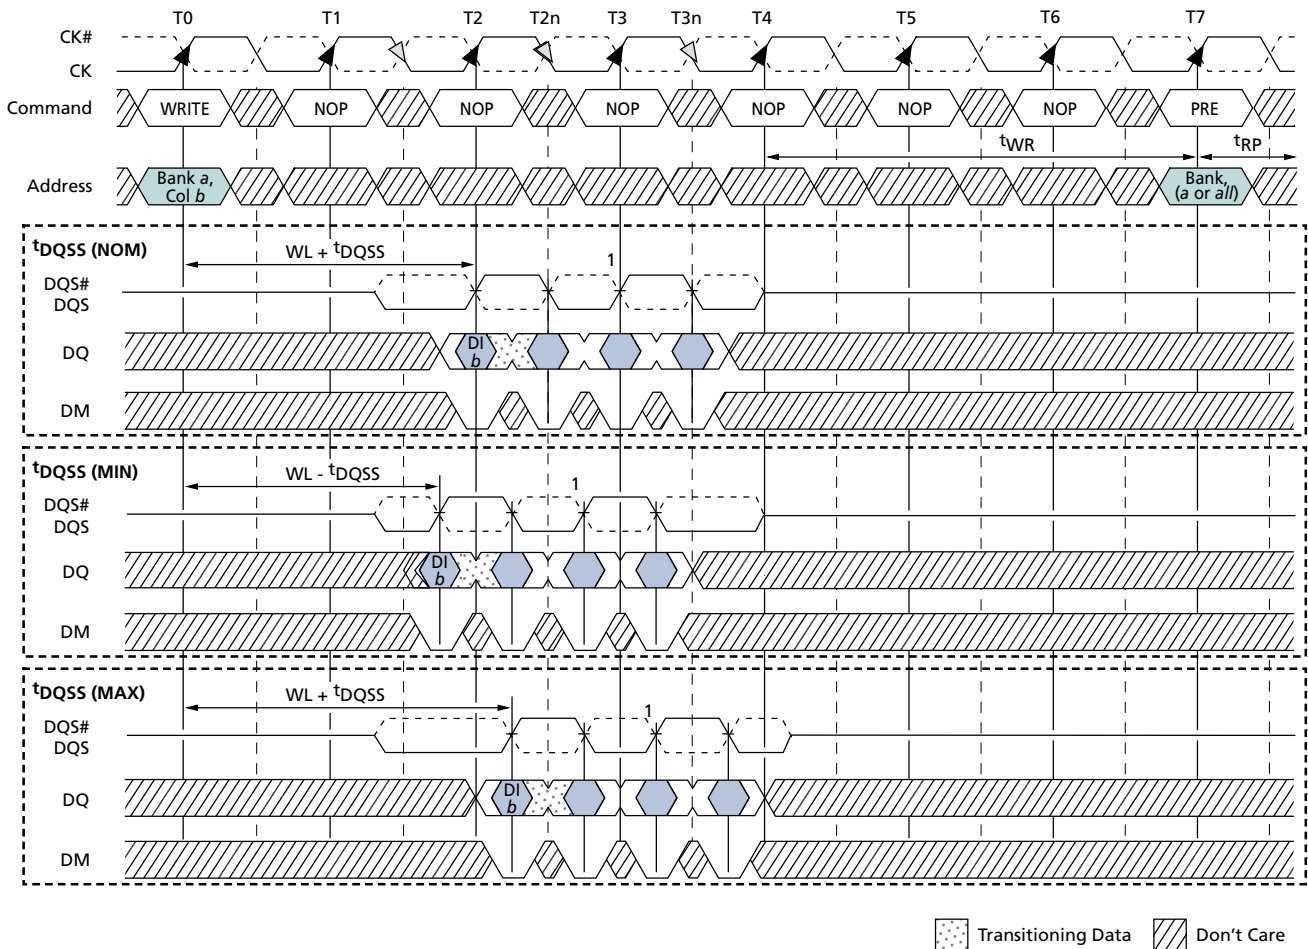 T0 T1 T2 T2n T3 T3n T4 T5 T6 T7
CK#
CK
Command WRITE NOP NOP NOP NOP NOP NOP PRE
tWR tRP
Address Bank a, Col b Bank, (a or all)
tDQSS (NOM)
WL + tDQSS
1
DQS#
DQS
DQ DI b
DM
tDQSS (MIN)
WL - tDQSS
1
DQS#
DQS
DQ DI b
DM
tDQSS (MAX)
WL + tDQSS
1
DQS#
DQS
DQ DI b
DM
Transitioning Data Don't Care